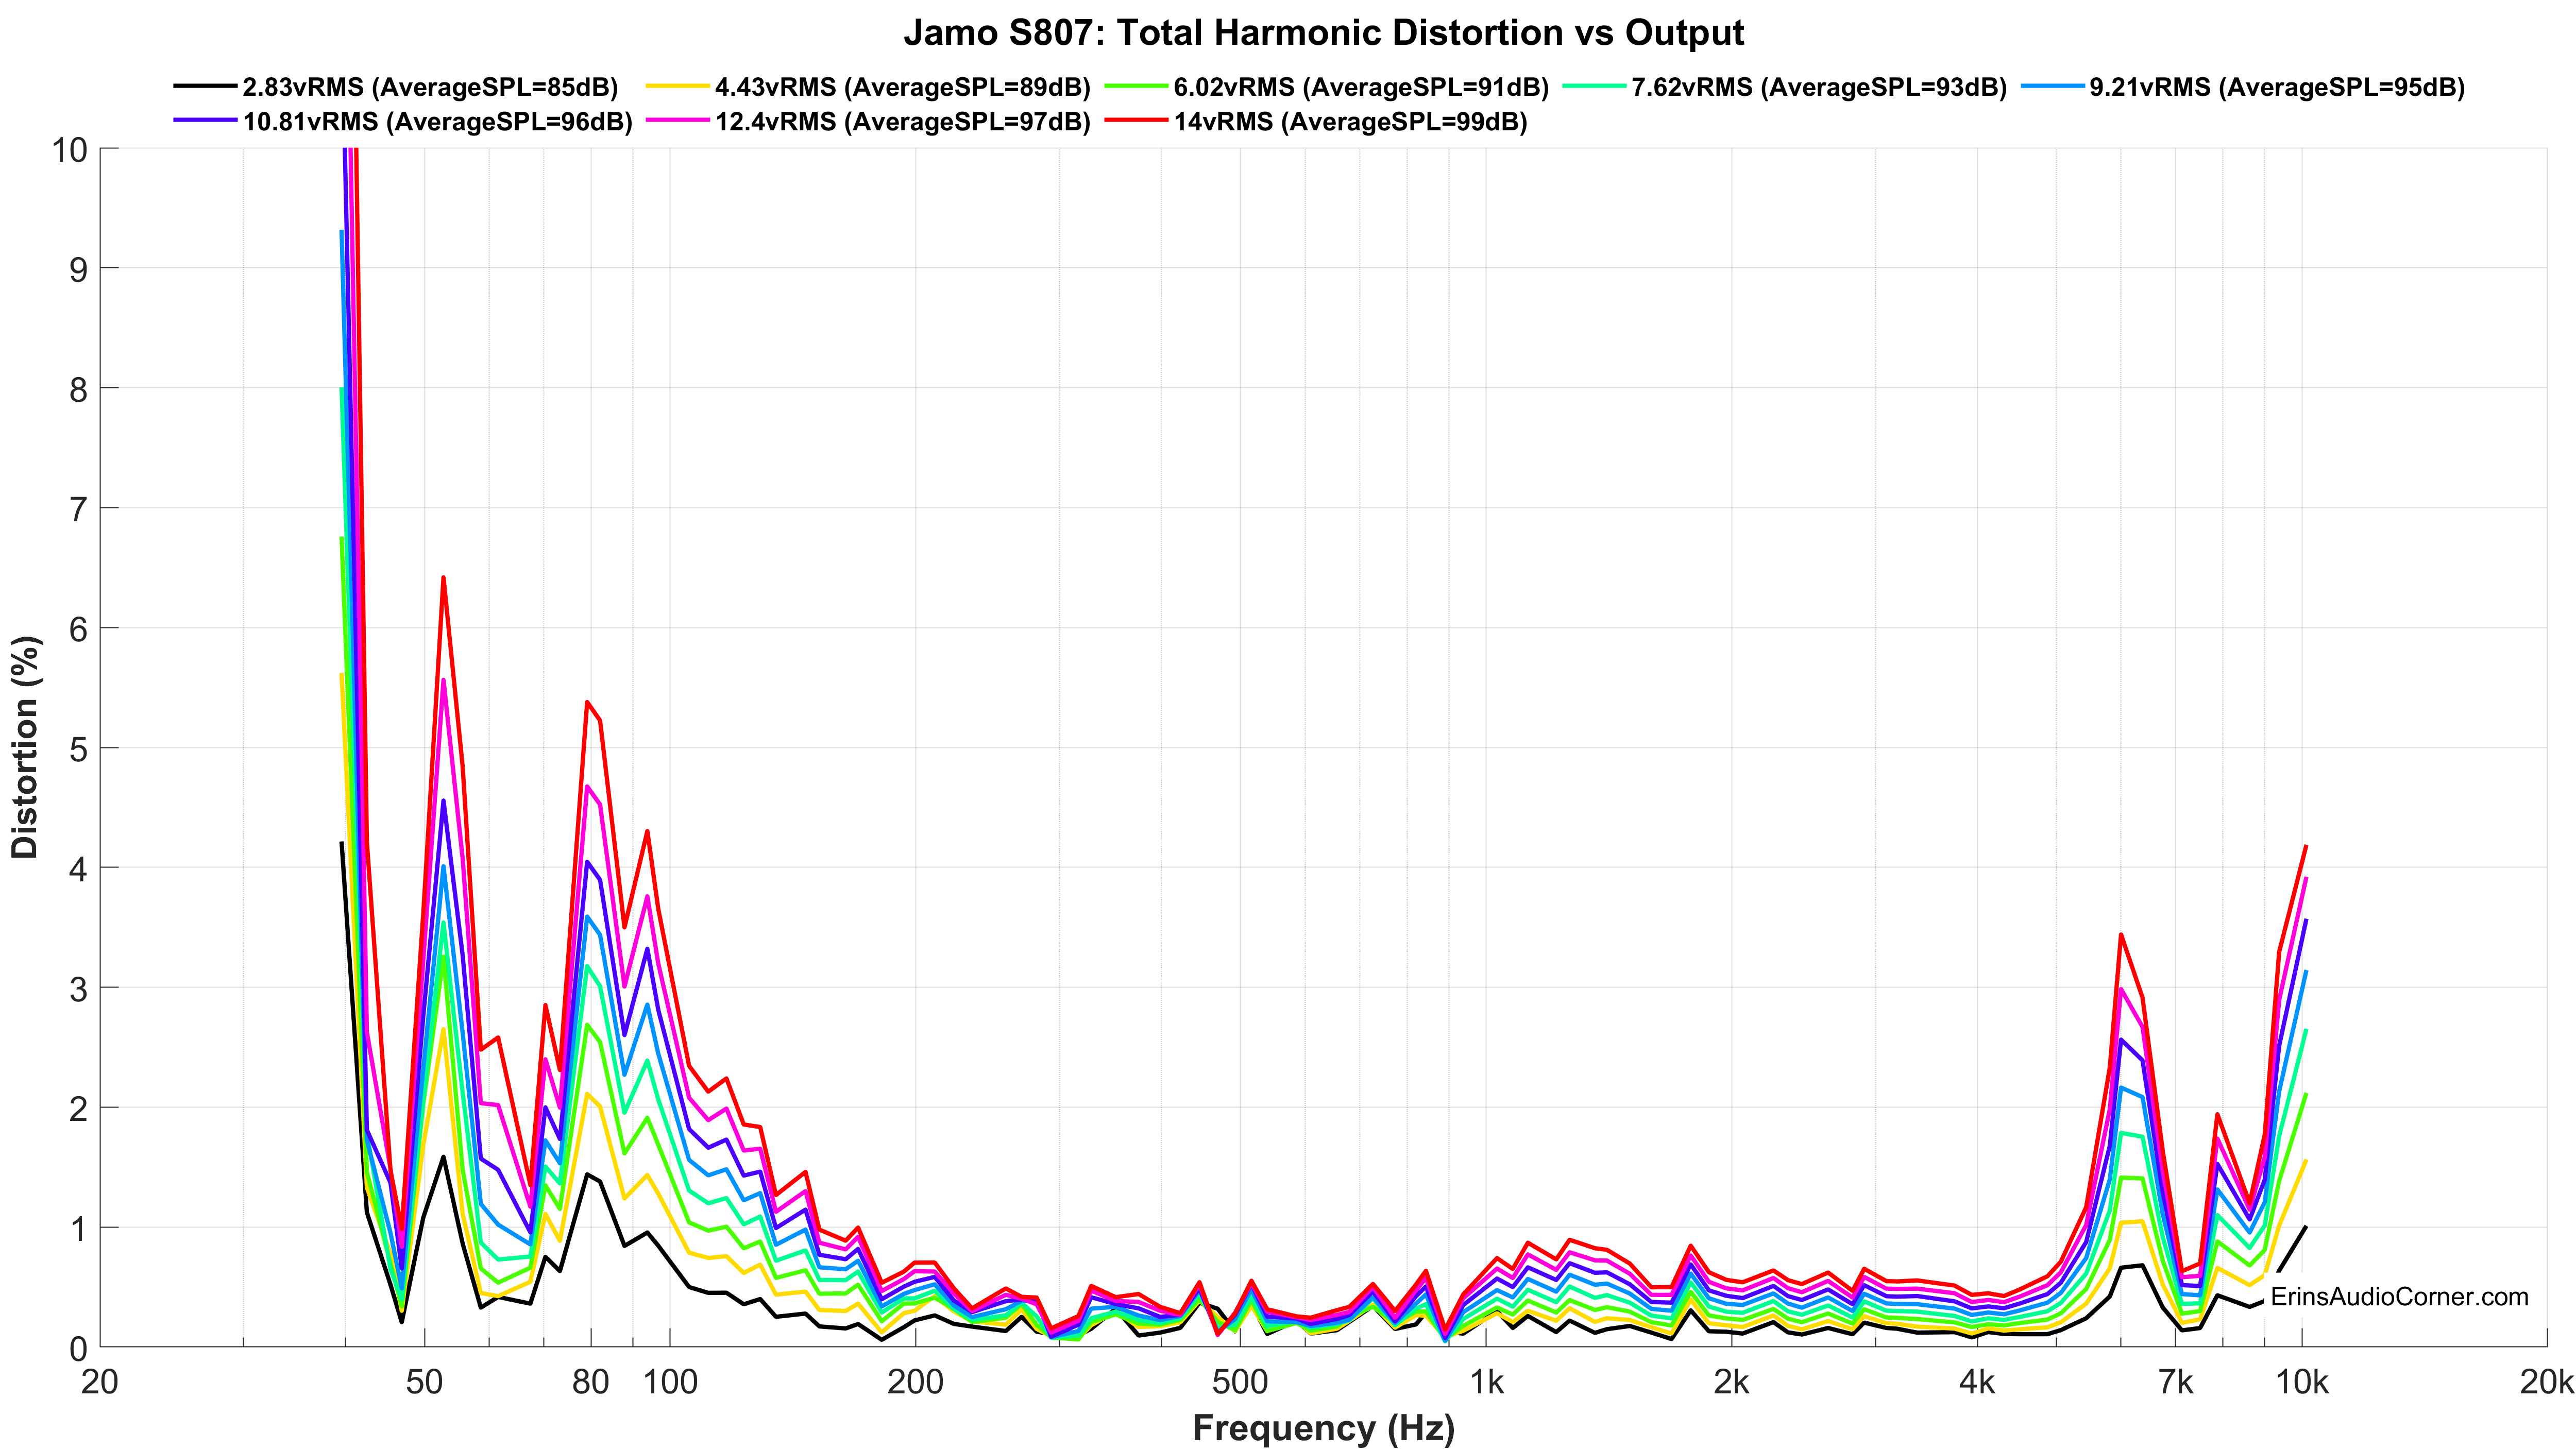 Jamo S807: Total Harmonic Distortion vs Output
2.83vRMS (AverageSPL=85dB) 4.43vRMS (AverageSPL=89dB) 6.02vRMS (AverageSPL=91dB) 7.62vRMS (AverageSPL=93dB) 9.21vRMS (AverageSPL=95dB)
10.81vRMS (AverageSPL=96dB) 12.4vRMS (AverageSPL=97dB) 14vRMS (AverageSPL=99dB)
10
9
8
7
6
5
4
3
2
1
0
Distortion (%)
ErinsAudioCorner.com
20 50 80 100 200 500 1k 2k 4k 7k 10k 20k
Frequency (Hz)